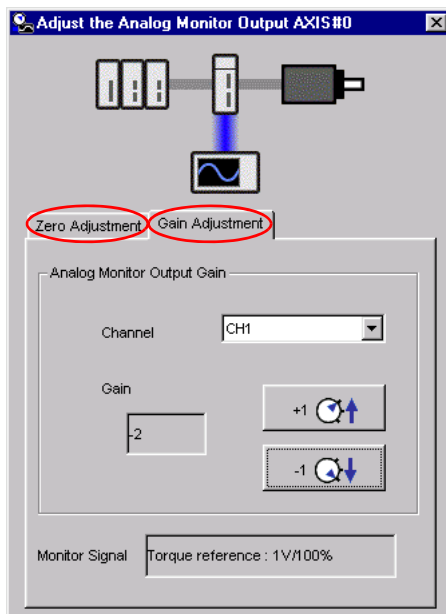 Adjust the Analog Monitor Output AXIS#0
Zero Adjustment Gain Adjustment
Analog Monitor Output Gain
Channel CH1
Gain
-2
+1
-1
Monitor Signal Torque reference : 1V/100%